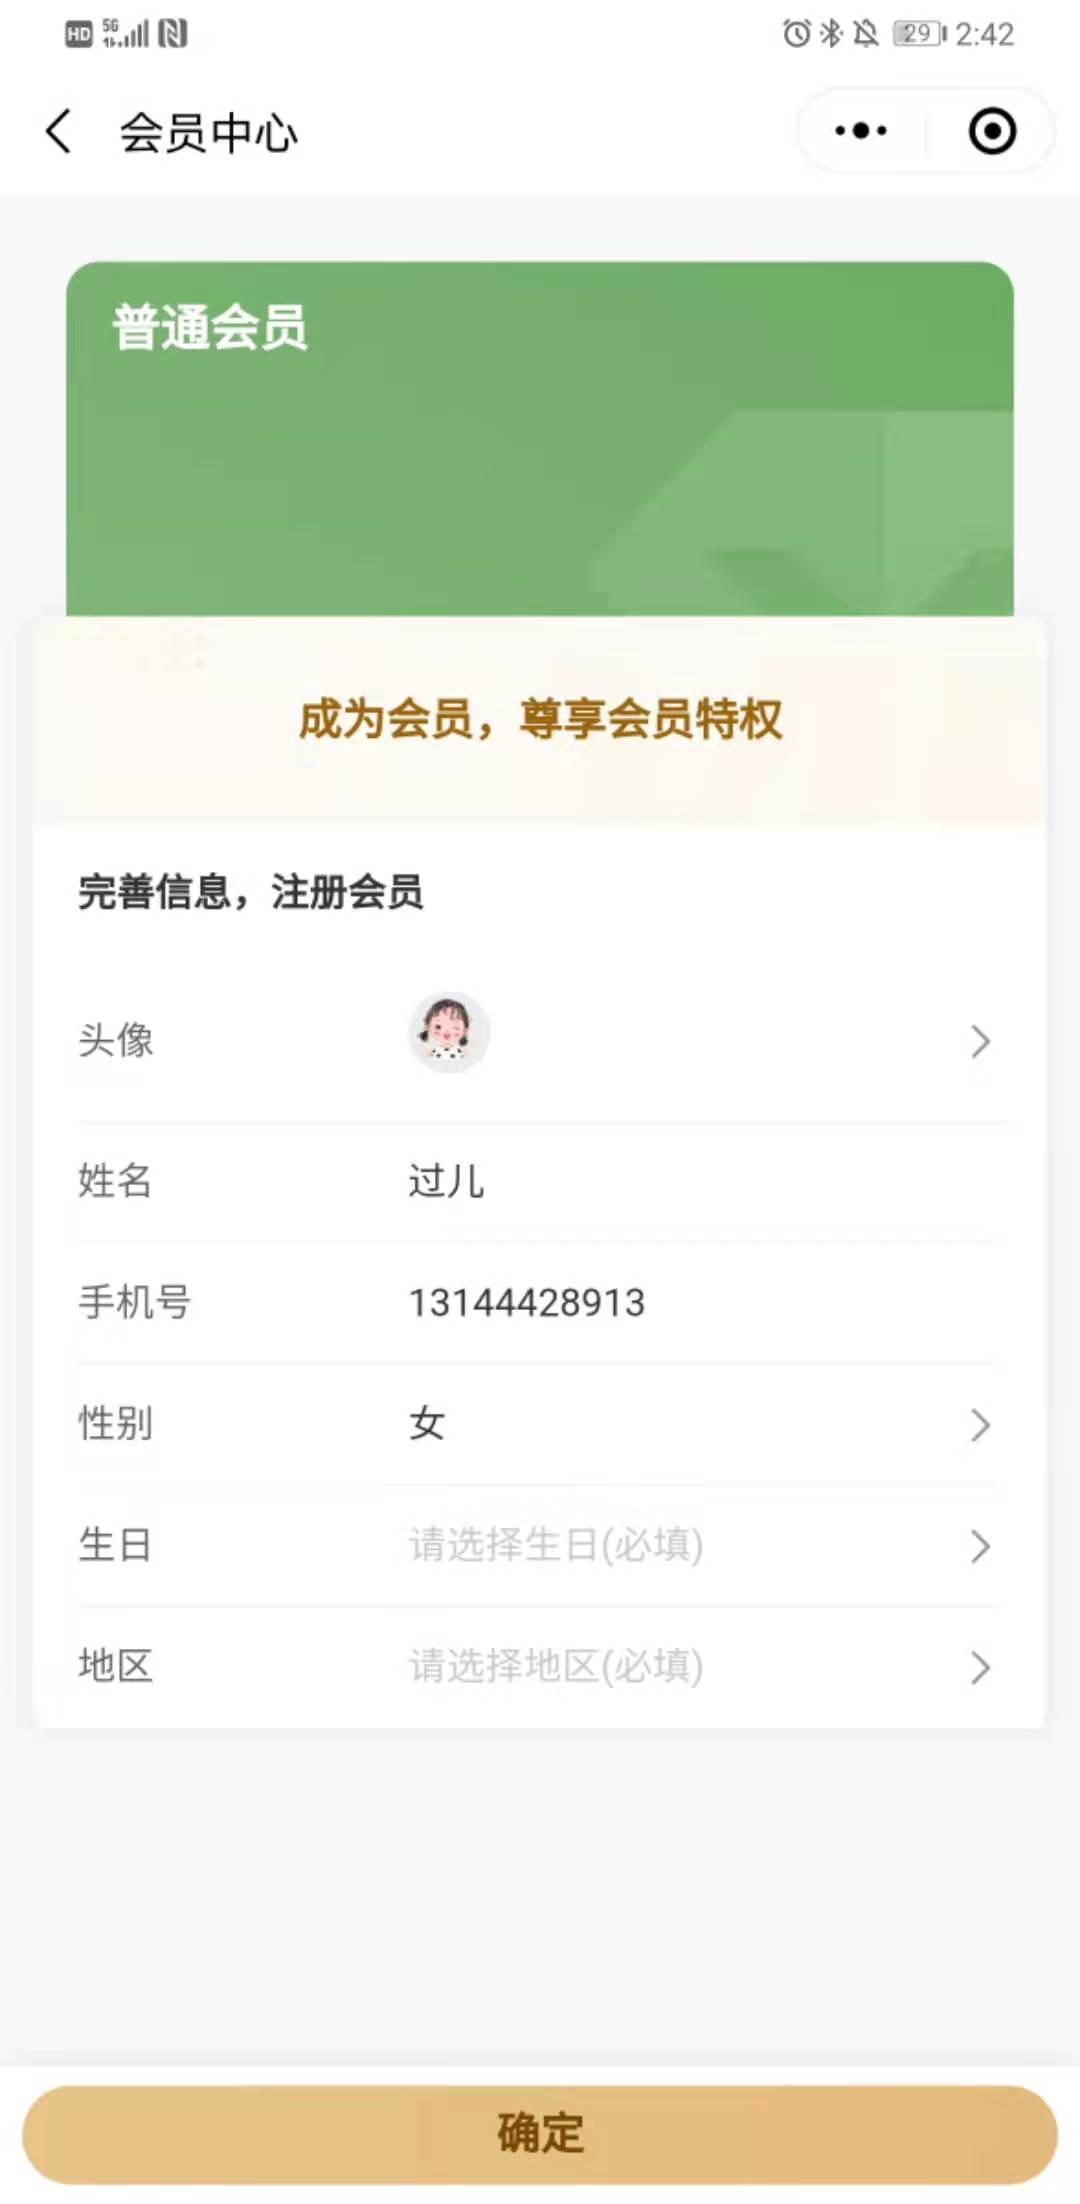 HD 5G 29 2:42
会员中心
普通会员
成为会员，尊享会员特权
完善信息，注册会员
头像
姓名 过儿
手机号 13144428913
性别 女
生日 请选择生日(必填)
地区 请选择地区(必填)
确定